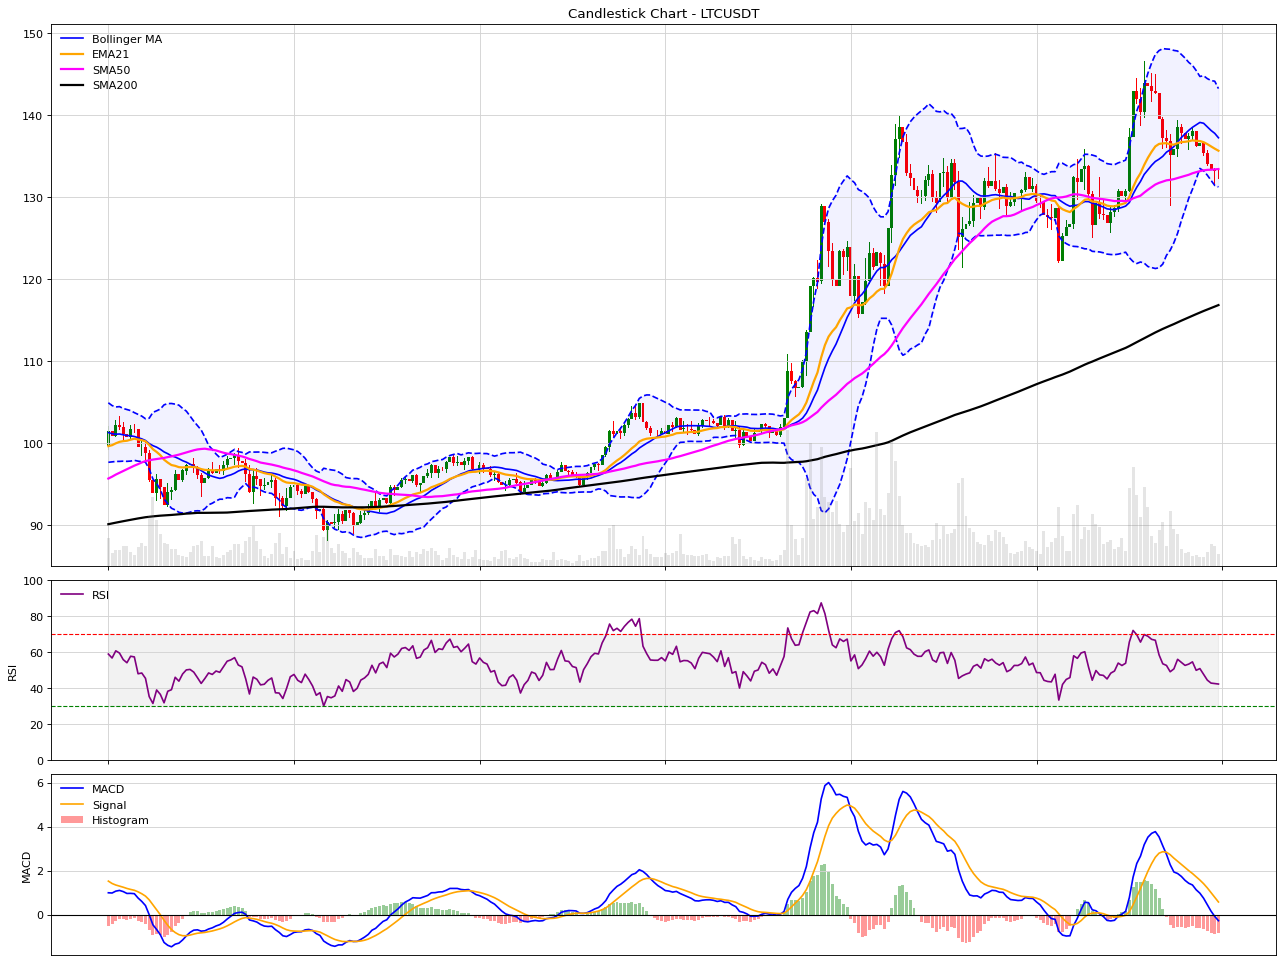 Candlestick Chart - LTCUSDT
Bollinger MA
EMA21
SMA50
SMA200
150
140
130
120
110
100
90
RSI
100
80
60
40
20
0
RSI
MACD
Signal
Histogram
6
4
2
0
MACD